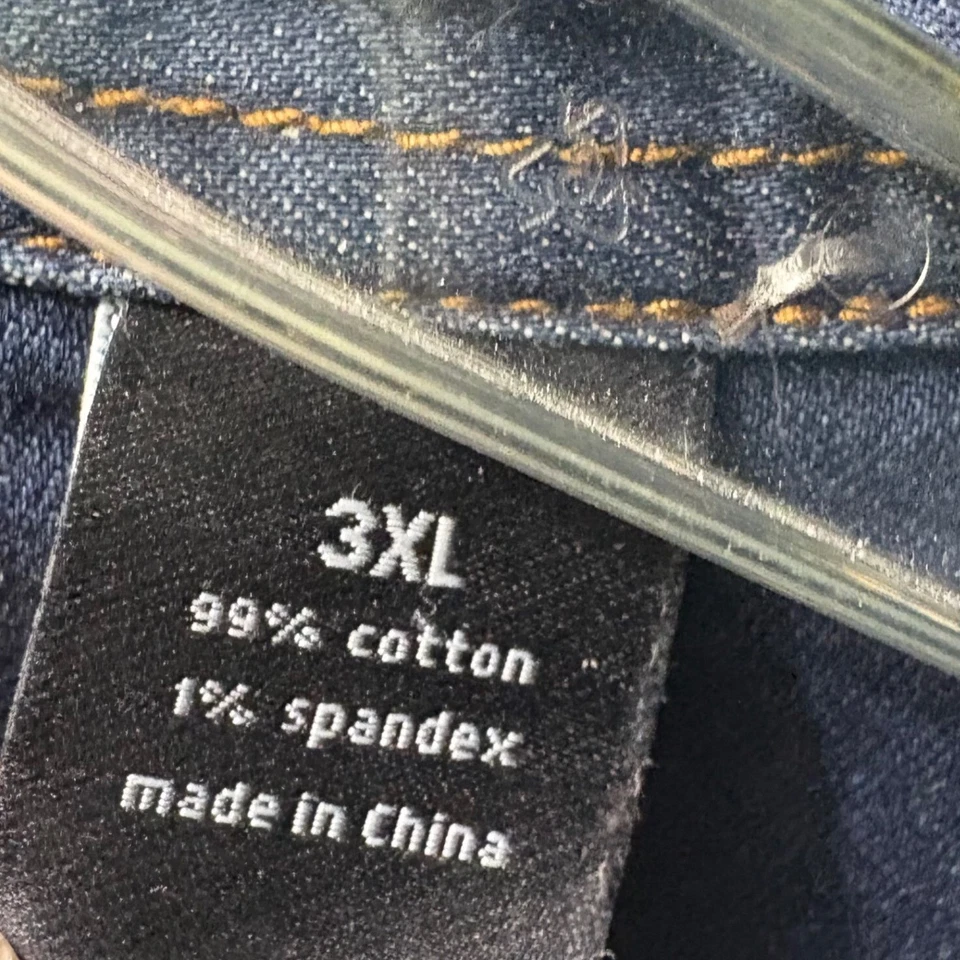 3XL
99% cotton
1% spandex
made in China